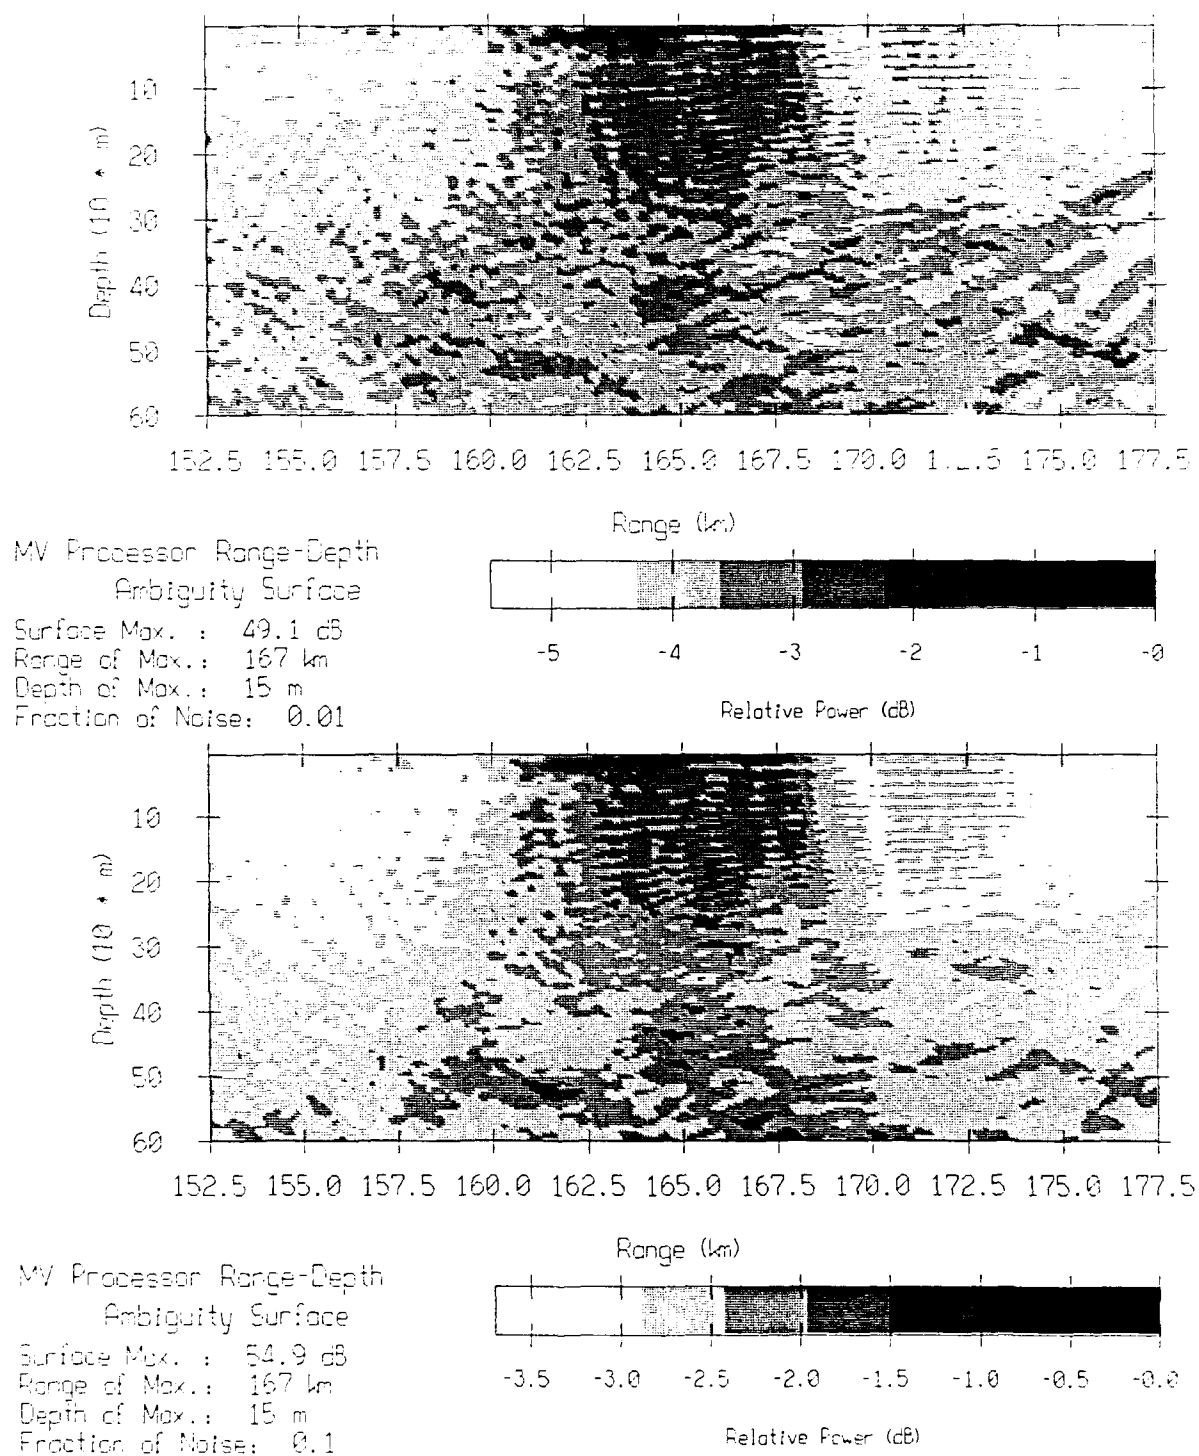 10
20
30
40
50
60
Depth (10 * m)
152.5 155.0 157.5 160.0 162.5 165.0 167.5 170.0 175.0 177.5
Range (km)
MV Processor Range-Depth
Ambiguity Surface
Surface Max. : 49.1 dB
Range of Max.: 167 km
Depth of Max.: 15 m
Fraction of Noise: 0.01
-5 -4 -3 -2 -1 -0
Relative Power (dB)
10
20
30
40
50
60
Depth (10 * m)
152.5 155.0 157.5 160.0 162.5 165.0 167.5 170.0 172.5 175.0 177.5
Range (km)
MV Processor Range-Depth
Ambiguity Surface
Surface Max. : 54.9 dB
Range of Max.: 167 km
Depth of Max.: 15 m
Fraction of Noise: 0.1
-3.5 -3.0 -2.5 -2.0 -1.5 -1.0 -0.5 -0.0
Relative Power (dB)